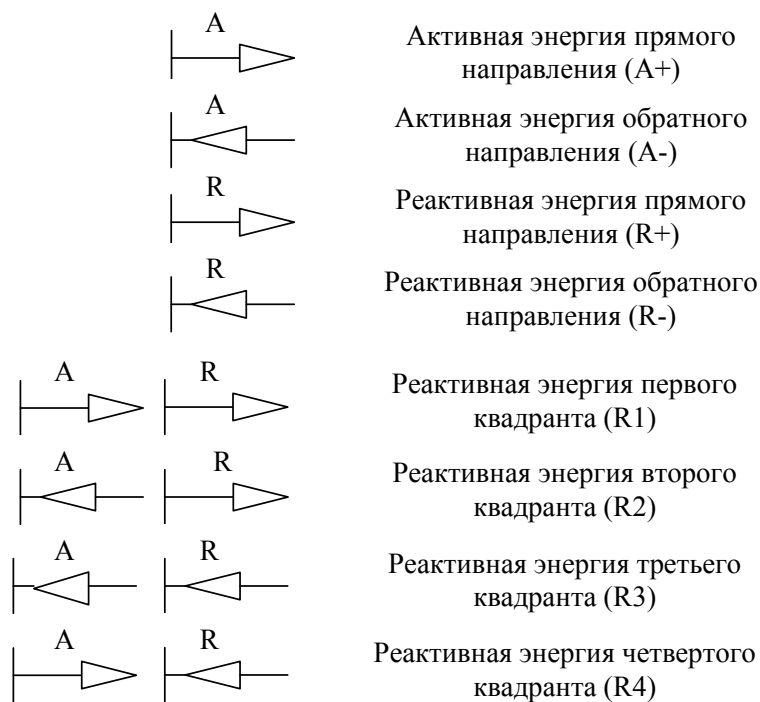 A
Активная энергия прямого
направления (A+)
A
Активная энергия обратного
направления (A-)
R
Реактивная энергия прямого
направления (R+)
R
Реактивная энергия обратного
направления (R-)
A R
Реактивная энергия первого
квадранта (R1)
A R
Реактивная энергия второго
квадранта (R2)
A R
Реактивная энергия третьего
квадранта (R3)
A R
Реактивная энергия четвертого
квадранта (R4)